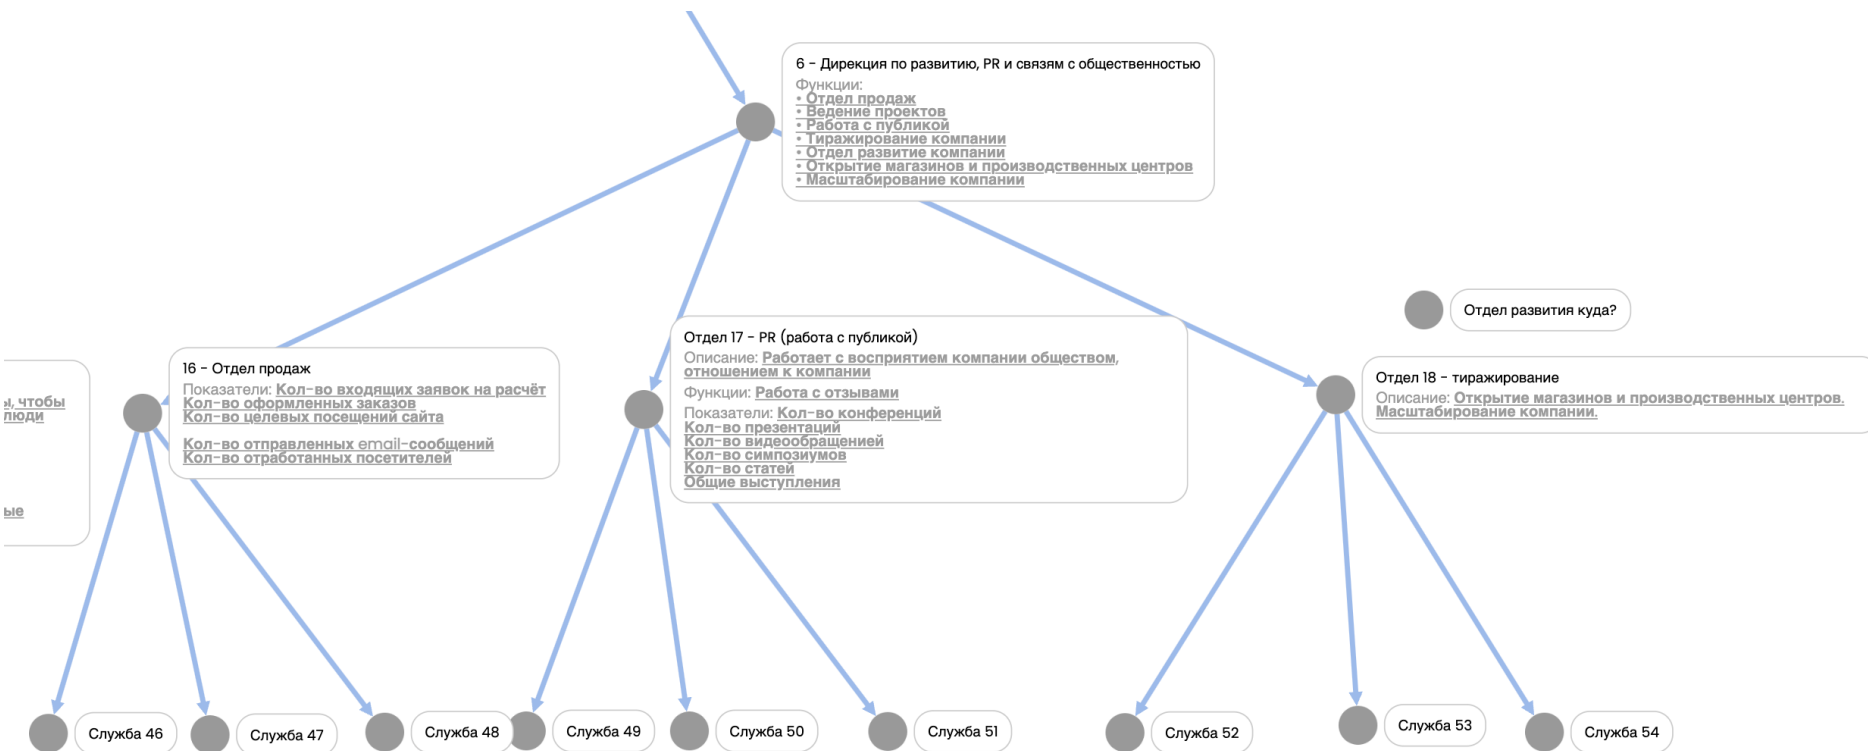 6 - Дирекция по развитию, PR и связям с общественностью
Функции:
• Отдел продаж
• Ведение проектов
• Работа с публикой
• Тиражирование компании
• Отдел развитие компании
• Открытие магазинов и производственных центров
• Масштабирование компании
Отдел развития куда?
ы, чтобы
люди
ые
16 - Отдел продаж
Показатели: Кол-во входящих заявок на расчёт
Кол-во оформленных заказов
Кол-во целевых посещений сайта
Кол-во отправленных email-сообщений
Кол-во отработанных посетителей
Отдел 17 - PR (работа с публикой)
Описание: Работает с восприятием компании обществом,
отношением к компании
Функции: Работа с отзывами
Показатели: Кол-во конференций
Кол-во презентаций
Кол-во видеообращенией
Кол-во симпозиумов
Кол-во статей
Общие выступления
Отдел 18 - тиражирование
Описание: Открытие магазинов и производственных центров.
Масштабирование компании.
Служба 46
Служба 47
Служба 48
Служба 49
Служба 50
Служба 51
Служба 52
Служба 53
Служба 54